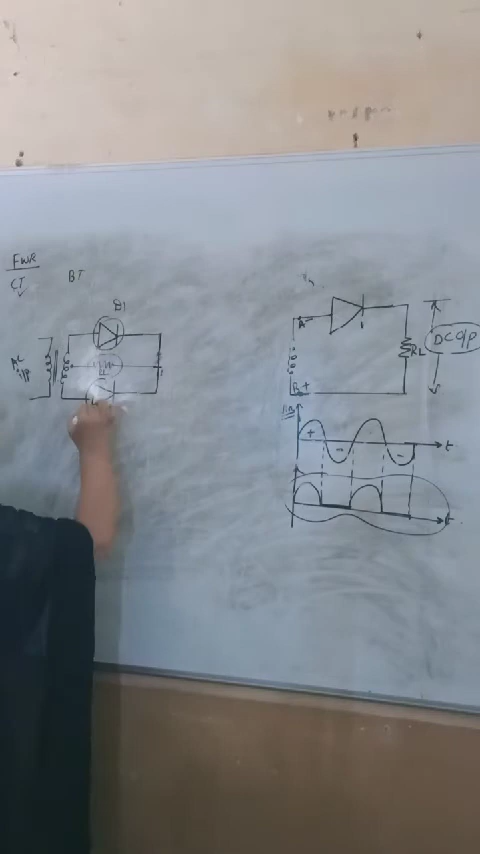 FWR
CT
BT
D1
AC
i/p
A
RL
DC o/p
B +
+
-
-
t
t